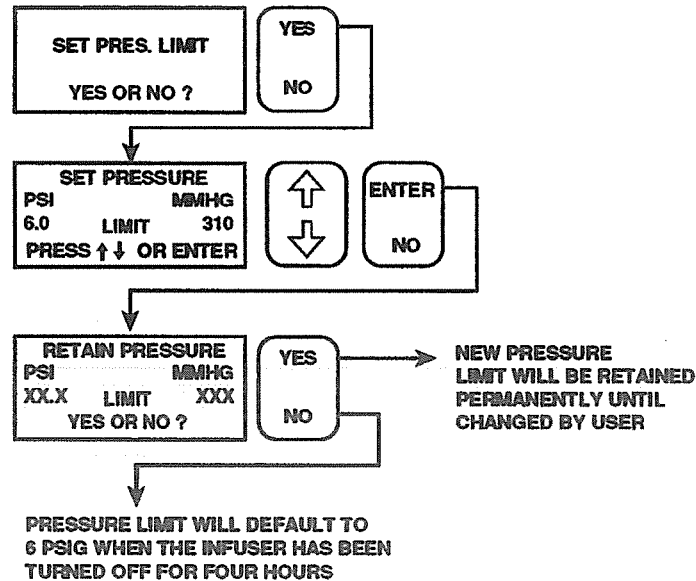 SET PRES. LIMIT
YES OR NO ?
YES
NO
SET PRESSURE
PSI MMHG
6.0 LIMIT 310
PRESS ↑ ↓ OR ENTER
ENTER
NO
RETAIN PRESSURE
PSI MMHG
XX.X LIMIT XXX
YES OR NO ?
YES
NO
NEW PRESSURE
LIMIT WILL BE RETAINED
PERMANENTLY UNTIL
CHANGED BY USER
PRESSURE LIMIT WILL DEFAULT TO
6 PSIG WHEN THE INFUSER HAS BEEN
TURNED OFF FOR FOUR HOURS